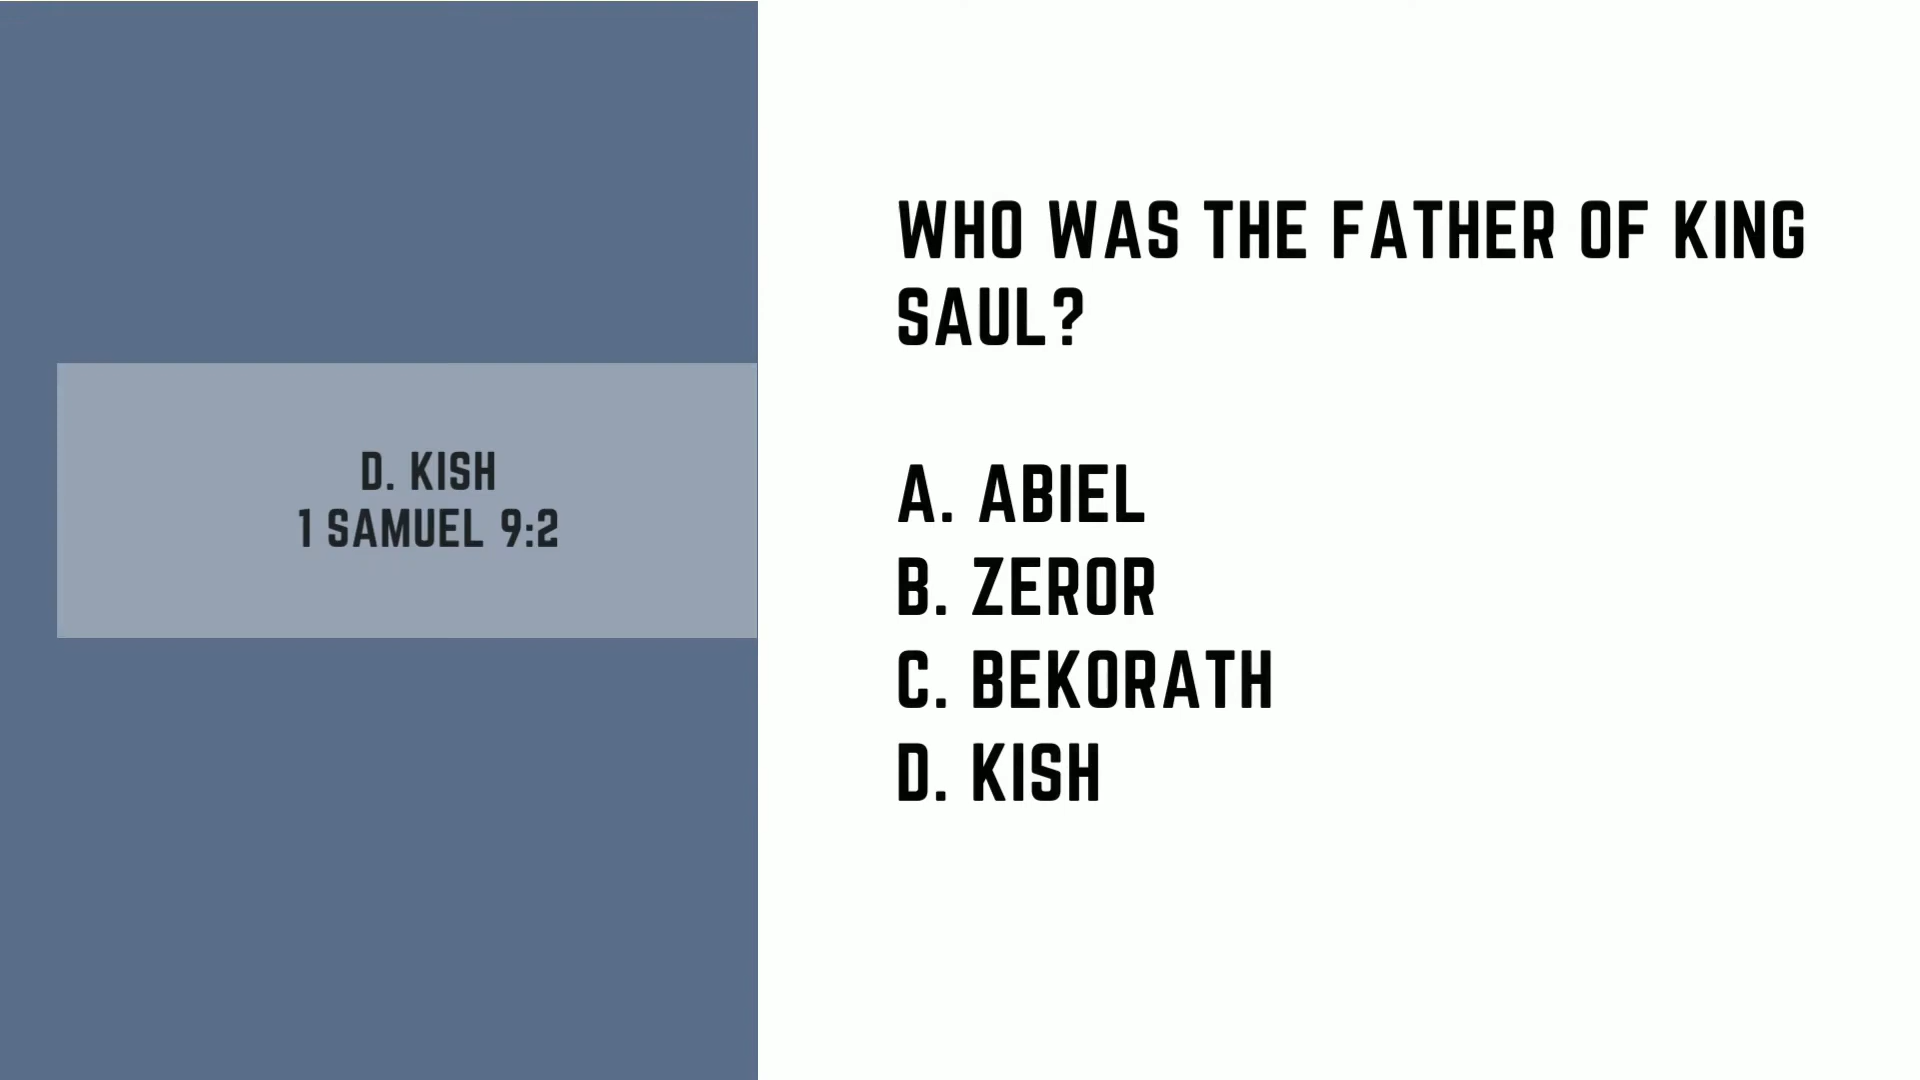 D. KISH
1 SAMUEL 9:2
WHO WAS THE FATHER OF KING
SAUL?
A. ABIEL
B. ZEROR
C. BEKORATH
D. KISH